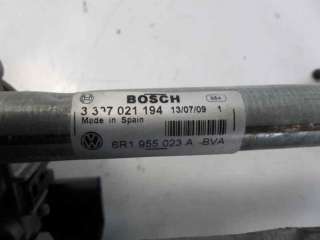 BOSCH
3 397 021 194 13/07/09 1
Made in Spain
6R1 955 023 A -BVA